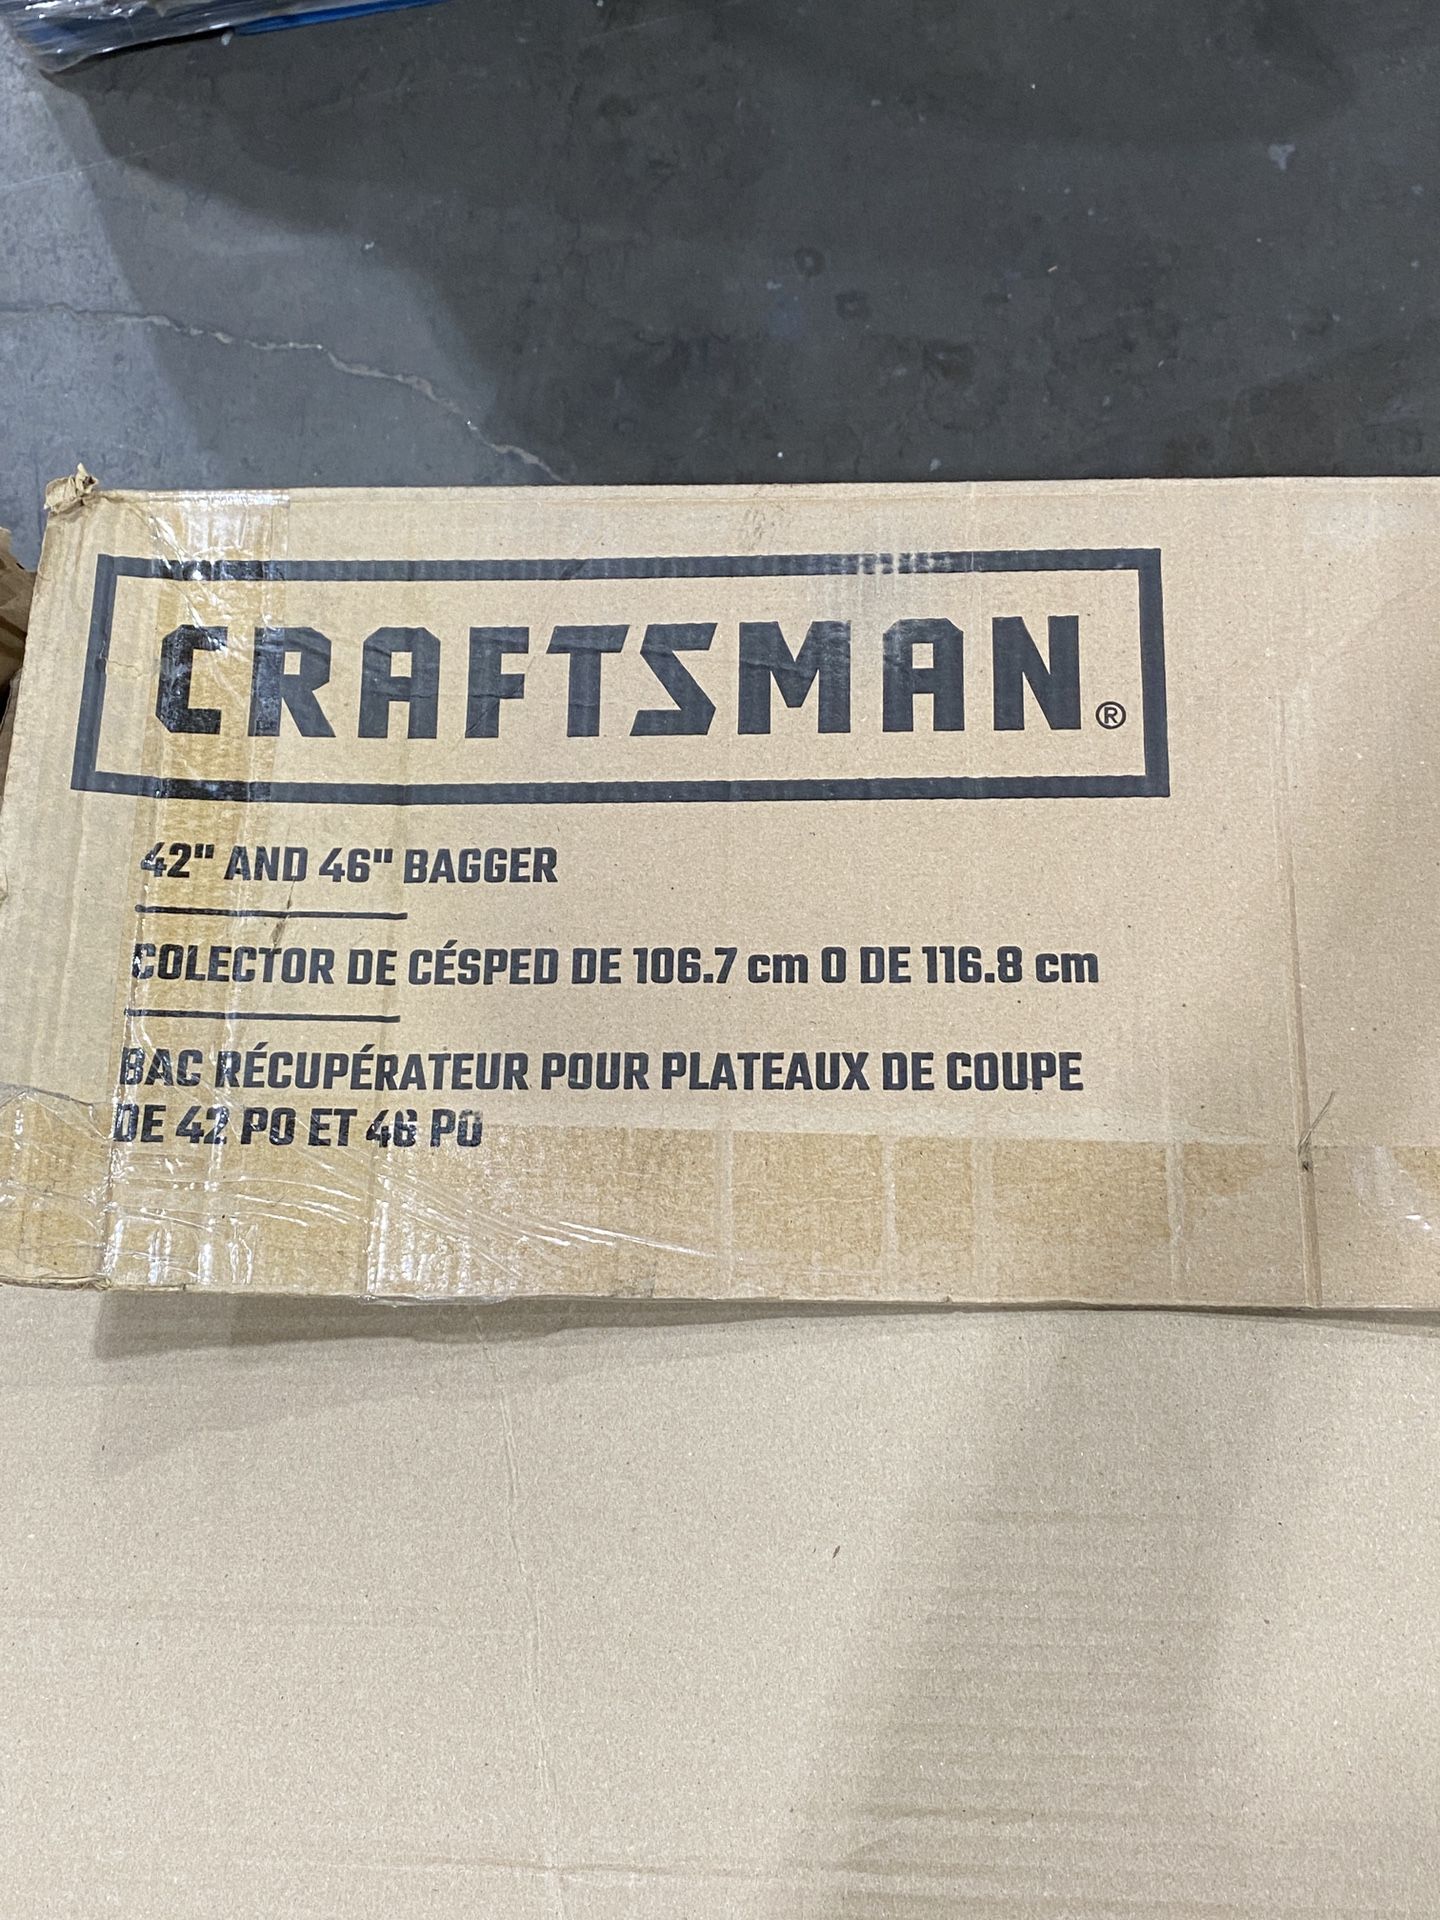 CRAFTSMAN®
42" AND 46" BAGGER
COLECTOR DE CÉSPED DE 106.7 cm O DE 116.8 cm
BAC RÉCUPÉRATEUR POUR PLATEAUX DE COUPE
DE 42 PO ET 46 PO